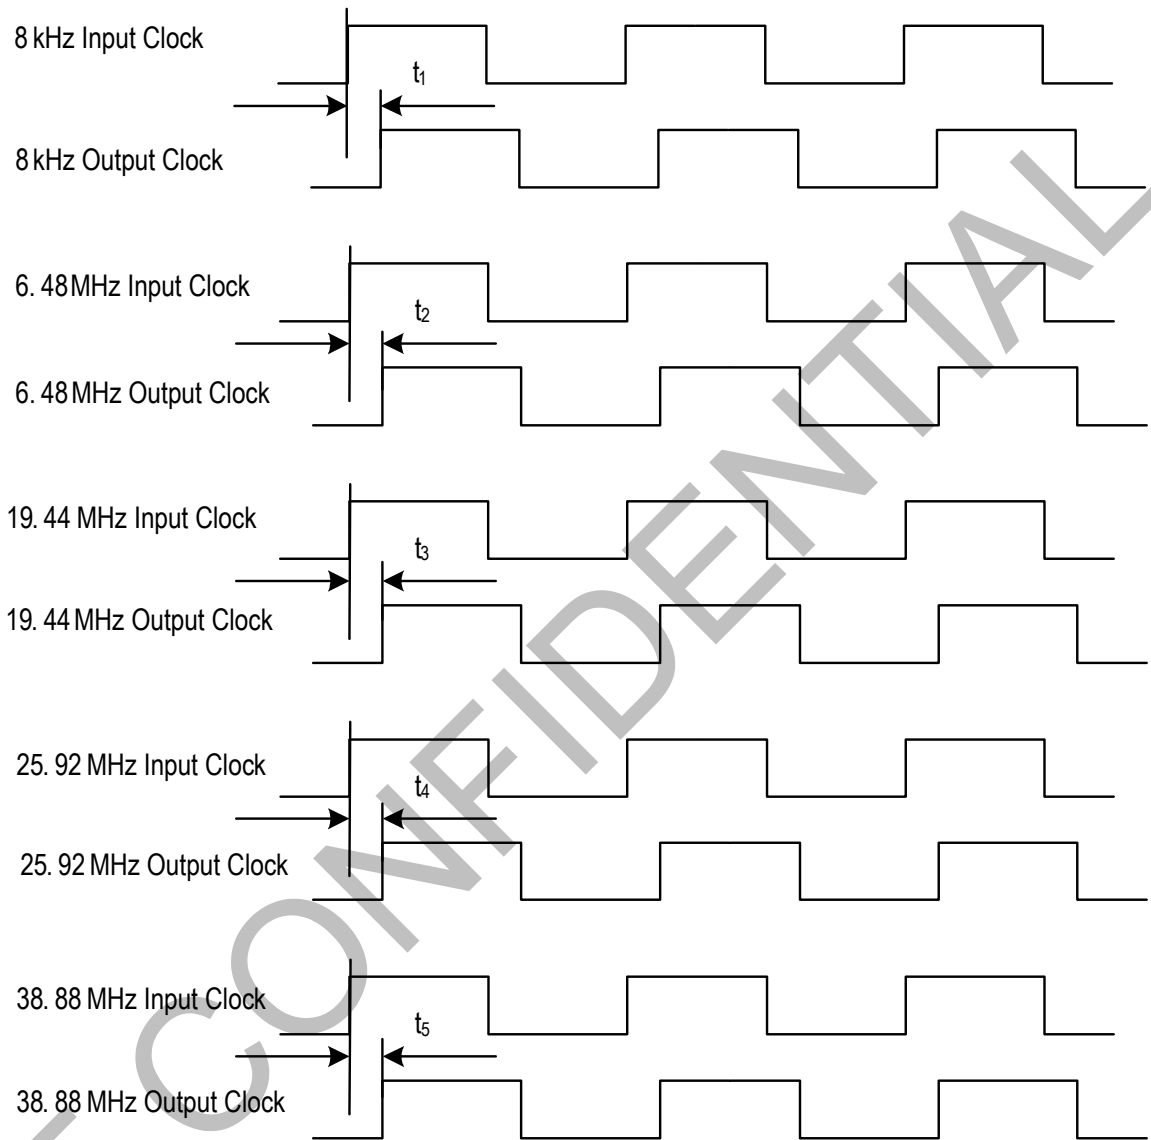 8 kHz Input Clock
t1
8 kHz Output Clock
6. 48 MHz Input Clock
t2
6. 48 MHz Output Clock
19. 44 MHz Input Clock
t3
19. 44 MHz Output Clock
25. 92 MHz Input Clock
t4
25. 92 MHz Output Clock
38. 88 MHz Input Clock
t5
38. 88 MHz Output Clock
CONFIDENTIAL